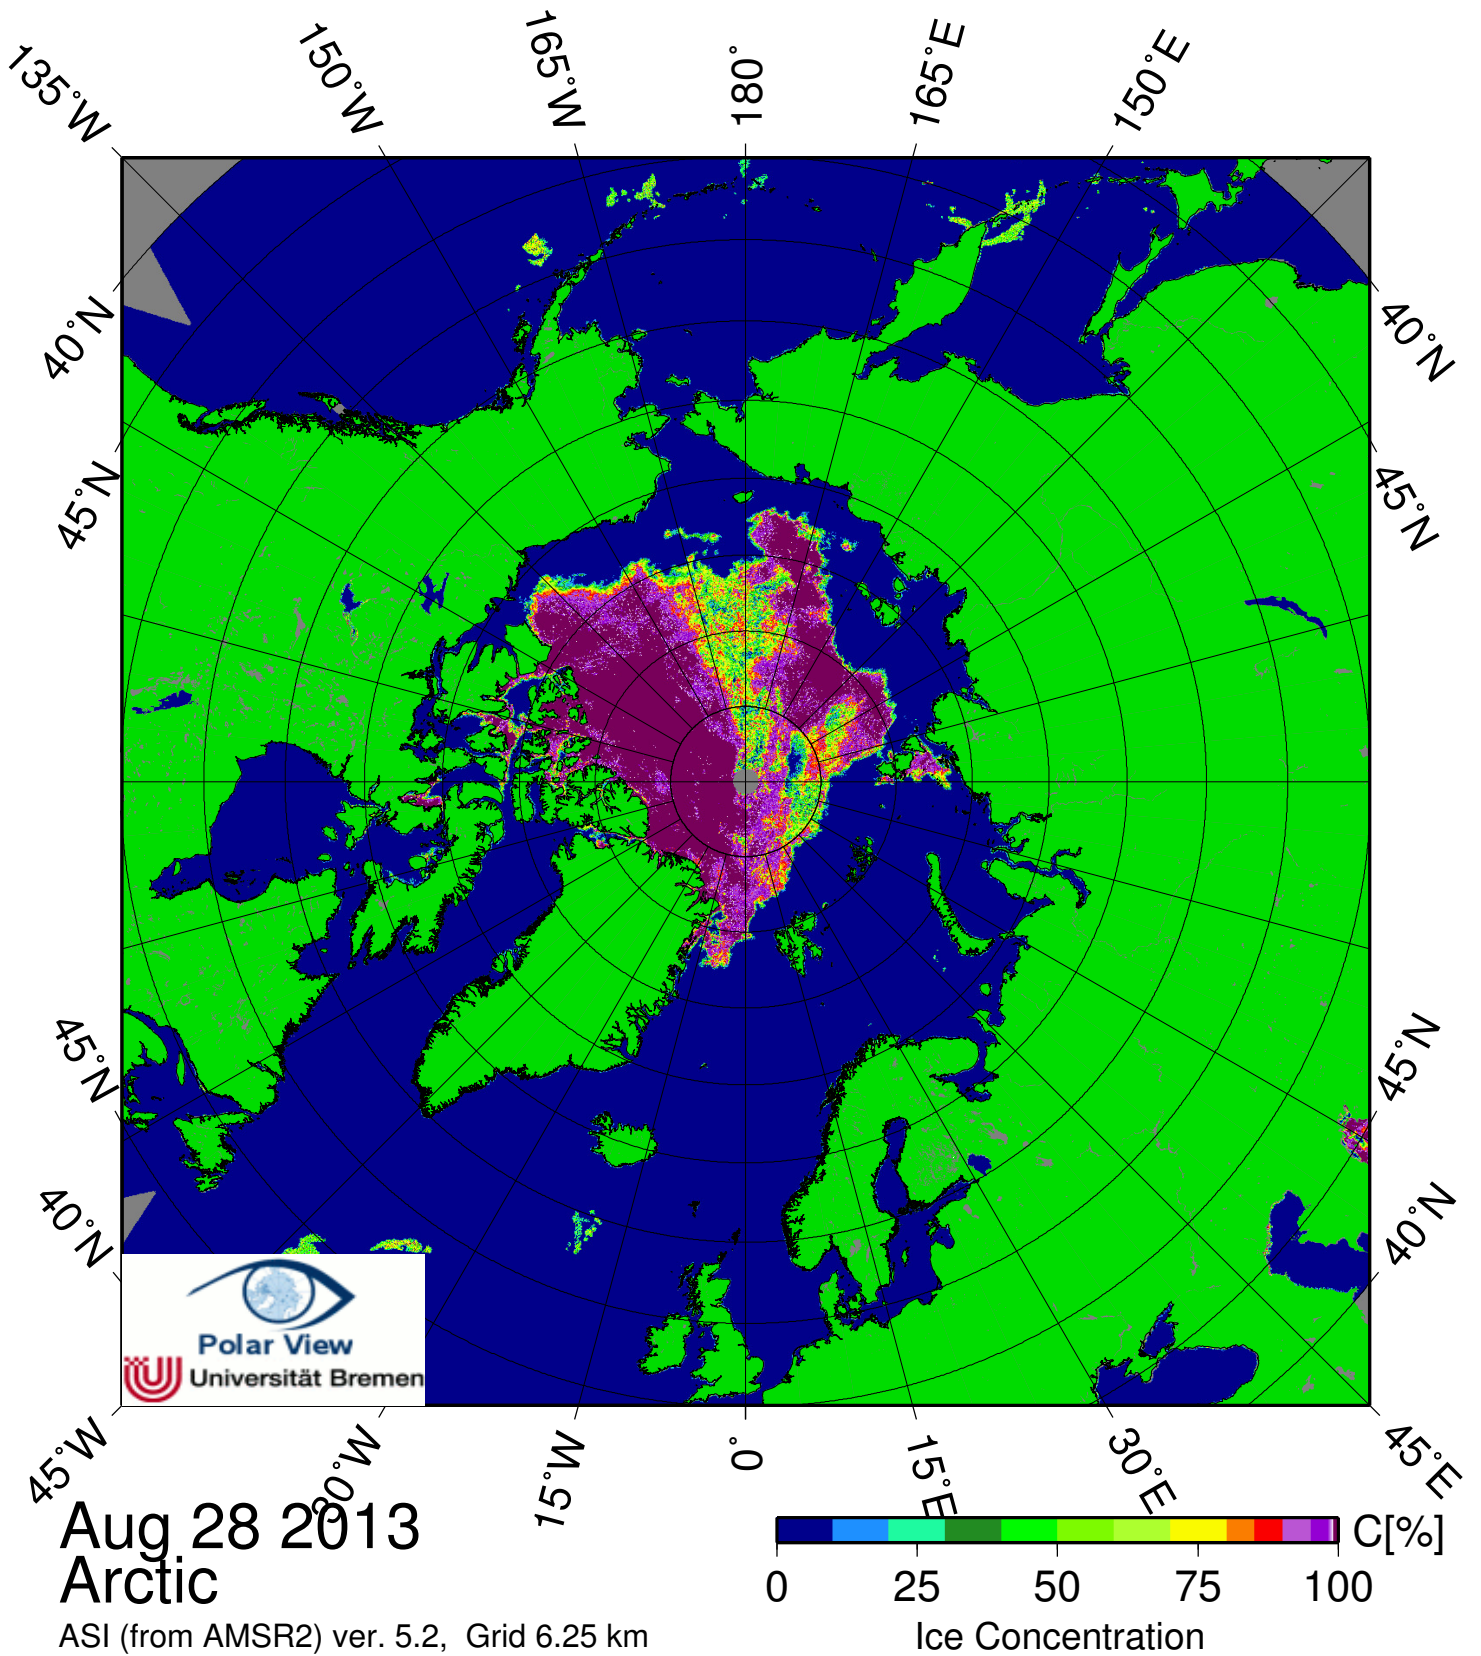 135°W
150°W
165°W
180°
165°E
150°E
40°N
40°N
45°N
45°N
45°N
45°N
40°N
40°N
Polar View
Universität Bremen
45°W
30°W
15°W
0°
15°E
30°E
45°E
Aug 28 2013
Arctic
ASI (from AMSR2) ver. 5.2, Grid 6.25 km
C[%]
0 25 50 75 100
Ice Concentration